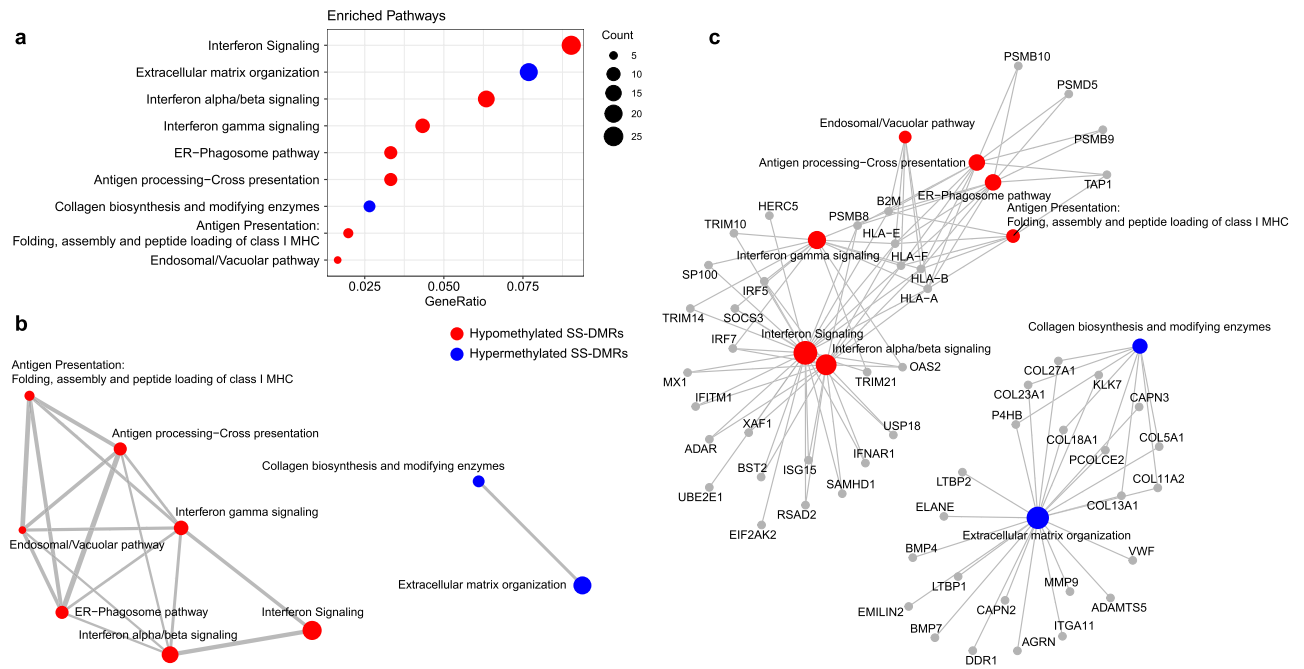 a
Enriched Pathways
Interferon Signaling
Extracellular matrix organization
Interferon alpha/beta signaling
Interferon gamma signaling
ER−Phagosome pathway
Antigen processing−Cross presentation
Collagen biosynthesis and modifying enzymes
Antigen Presentation:
Folding, assembly and peptide loading of class I MHC
Endosomal/Vacuolar pathway
0.025
0.050
0.075
GeneRatio
Count
5
10
15
20
25
b
Hypomethylated SS-DMRs
Hypermethylated SS-DMRs
Antigen Presentation:
Folding, assembly and peptide loading of class I MHC
Antigen processing−Cross presentation
Collagen biosynthesis and modifying enzymes
Interferon gamma signaling
Endosomal/Vacuolar pathway
Extracellular matrix organization
ER−Phagosome pathway
Interferon Signaling
Interferon alpha/beta signaling
c
PSMB10
PSMD5
Endosomal/Vacuolar pathway
PSMB9
Antigen processing−Cross presentation
TAP1
ER−Phagosome pathway
B2M
Antigen Presentation:
Folding, assembly and peptide loading of class I MHC
HERC5
PSMB8
TRIM10
HLA−E
Interferon gamma signaling
HLA−F
SP100
HLA−B
IRF5
HLA−A
TRIM14
SOCS3
Collagen biosynthesis and modifying enzymes
IRF7
Interferon Signaling
Interferon alpha/beta signaling
OAS2
COL27A1
MX1
TRIM21
KLK7
COL23A1
IFITM1
CAPN3
P4HB
XAF1
USP18
COL18A1
COL5A1
ADAR
IFNAR1
PCOLCE2
BST2
ISG15
COL11A2
LTBP2
SAMHD1
UBE2E1
COL13A1
ELANE
RSAD2
EIF2AK2
Extracellular matrix organization
BMP4
VWF
LTBP1
MMP9
EMILIN2
CAPN2
ADAMTS5
BMP7
ITGA11
AGRN
DDR1